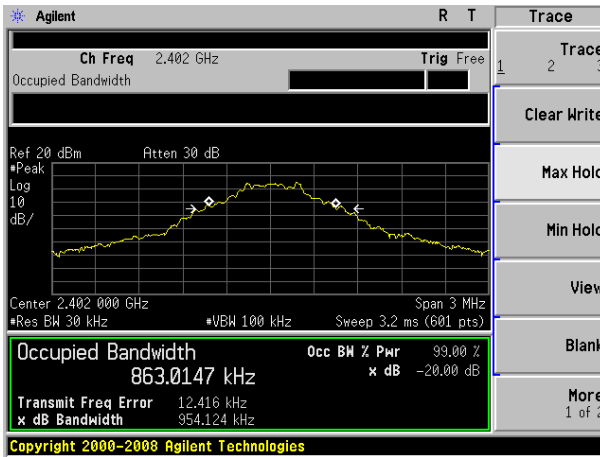 Agilent R T Trace
Ch Freq 2.402 GHz Trig Free
Occupied Bandwidth
Trace
1 2 3
Clear Write
Max Hold
Min Hold
View
Blank
More
1 of 2
Ref 20 dBm Atten 30 dB
#Peak
Log
10
dB/
Center 2.402 000 GHz Span 3 MHz
#Res BW 30 kHz #VBW 100 kHz Sweep 3.2 ms (601 pts)
Occupied Bandwidth Occ BW % Pwr 99.00 %
863.0147 kHz x dB -20.00 dB
Transmit Freq Error 12.416 kHz
x dB Bandwidth 954.124 kHz
Copyright 2000-2008 Agilent Technologies